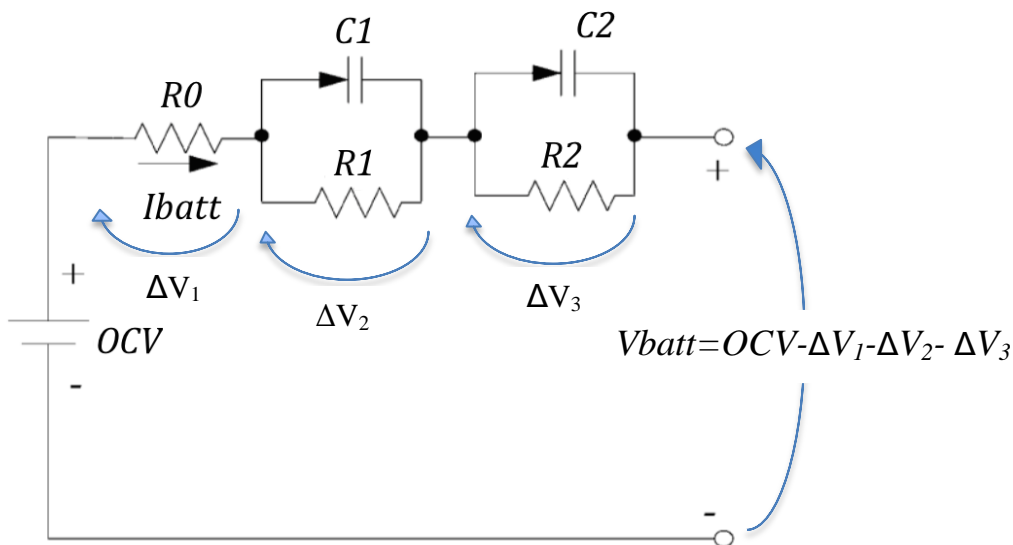 C1
C2
R0
R1
R2
Ibatt
+
+
ΔV₁
ΔV₂
ΔV₃
OCV
Vbatt=OCV-ΔV₁-ΔV₂- ΔV₃
-
-